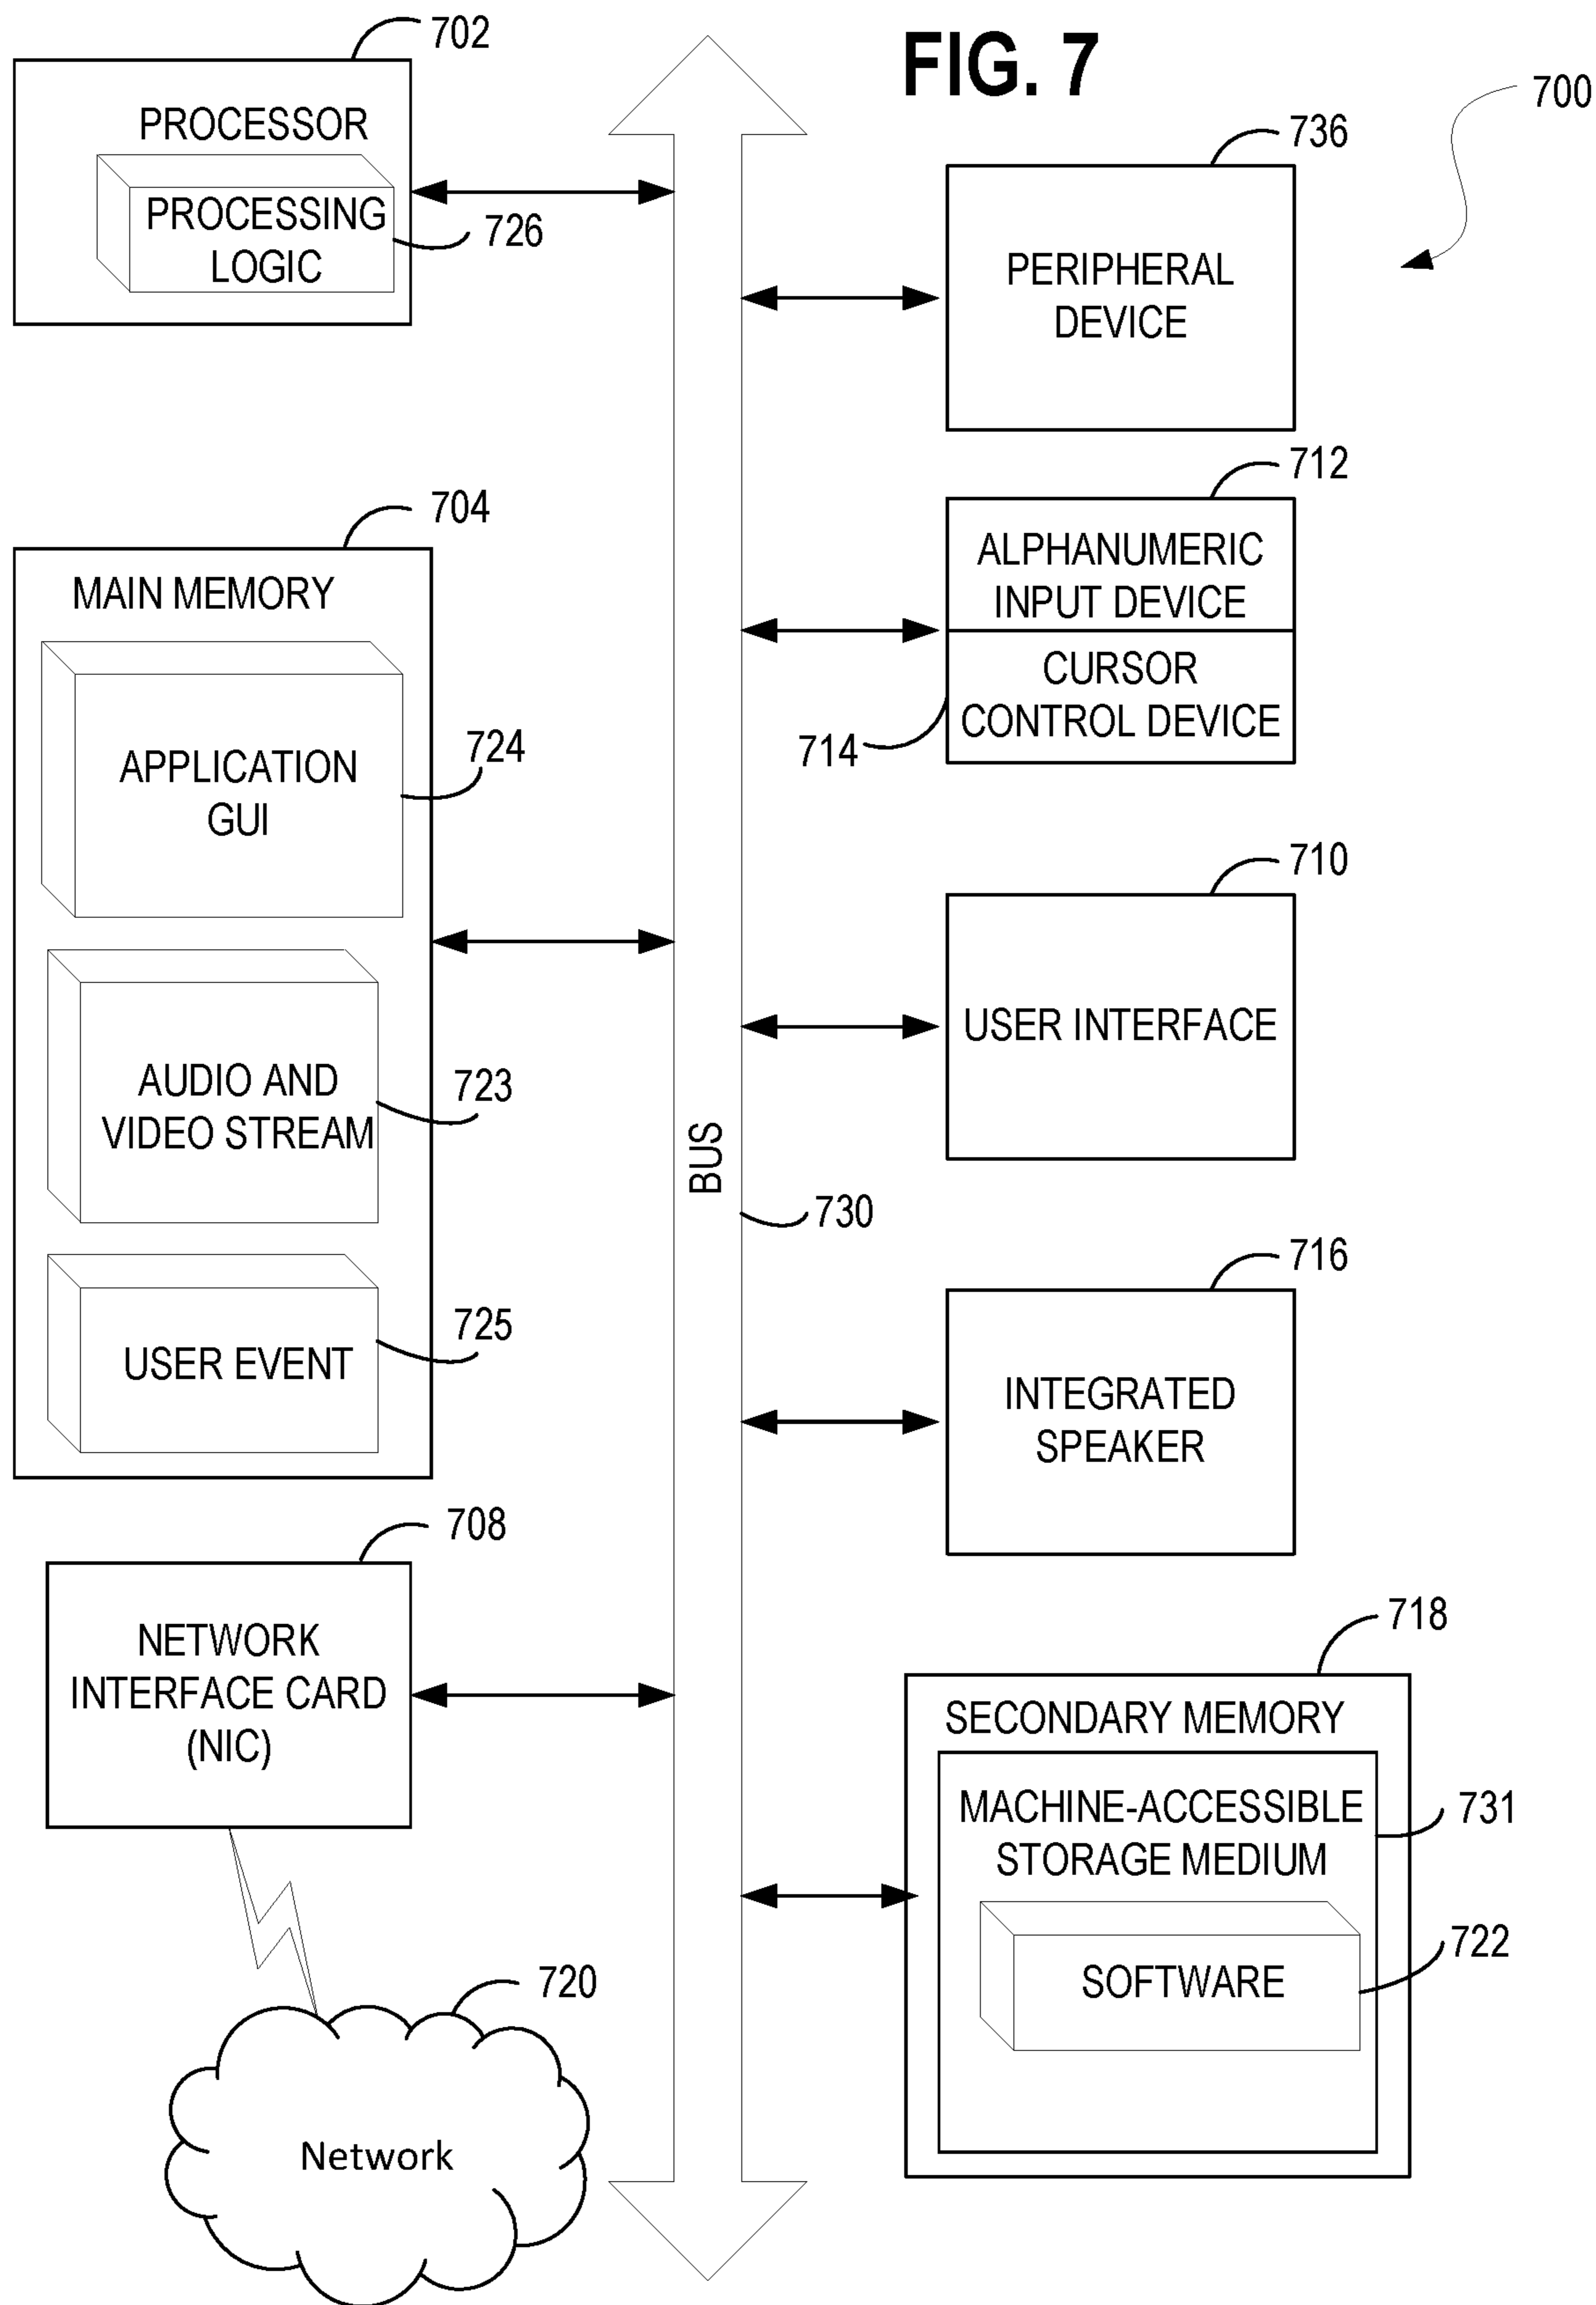 FIG. 7
700
702
PROCESSOR
PROCESSING
LOGIC
726
704
MAIN MEMORY
APPLICATION
GUI
724
AUDIO AND
VIDEO STREAM
723
USER EVENT
725
708
NETWORK
INTERFACE CARD
(NIC)
720
Network
BUS
730
736
PERIPHERAL
DEVICE
712
ALPHANUMERIC
INPUT DEVICE
CURSOR
CONTROL DEVICE
714
710
USER INTERFACE
716
INTEGRATED
SPEAKER
718
SECONDARY MEMORY
MACHINE-ACCESSIBLE
STORAGE MEDIUM
731
SOFTWARE
722